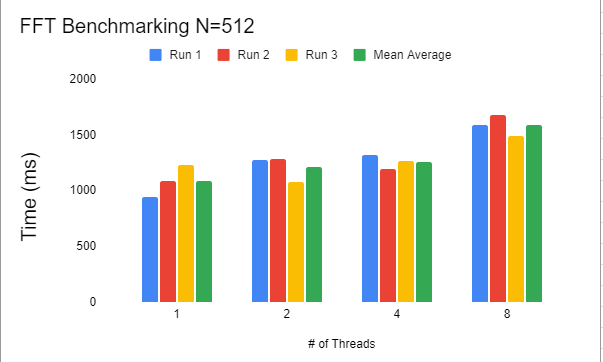 FFT Benchmarking N=512
Run 1 Run 2 Run 3 Mean Average
2000
1500
1000
500
0
Time (ms)
1 2 4 8
# of Threads